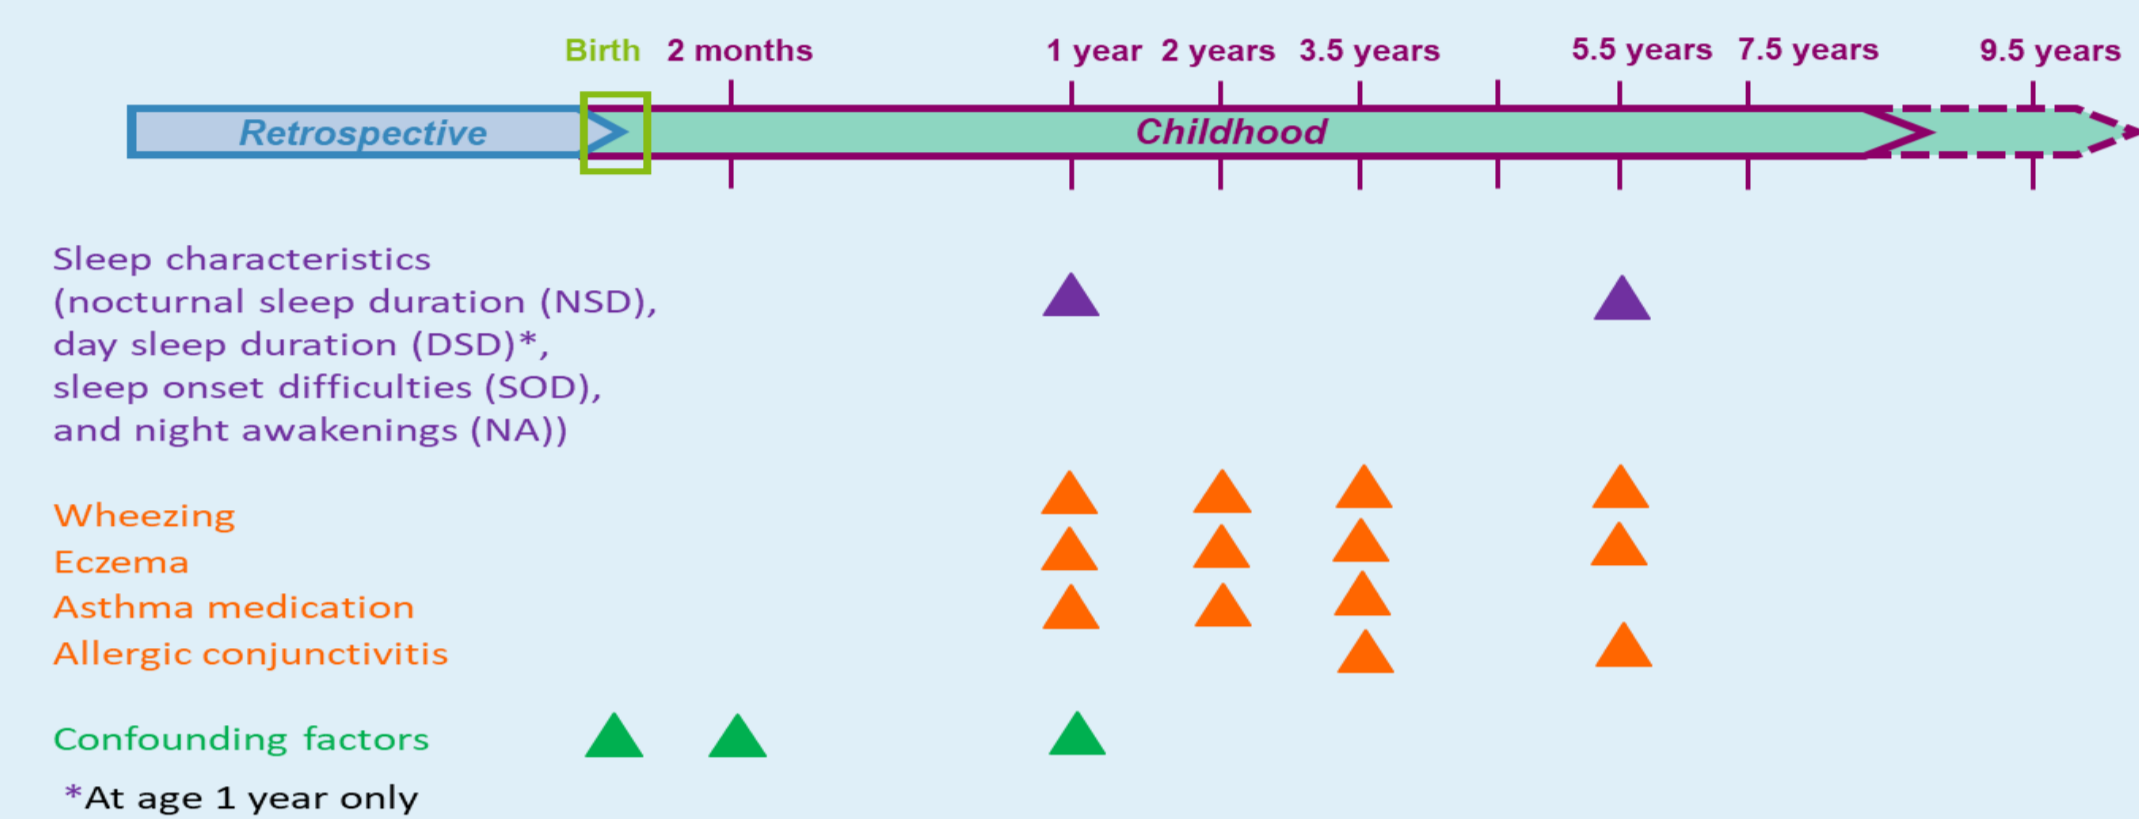 Birth 2 months 1 year 2 years 3.5 years 5.5 years 7.5 years 9.5 years
Retrospective Childhood
Sleep characteristics
(nocturnal sleep duration (NSD),
day sleep duration (DSD)*,
sleep onset difficulties (SOD),
and night awakenings (NA))
Wheezing
Eczema
Asthma medication
Allergic conjunctivitis
Confounding factors
*At age 1 year only